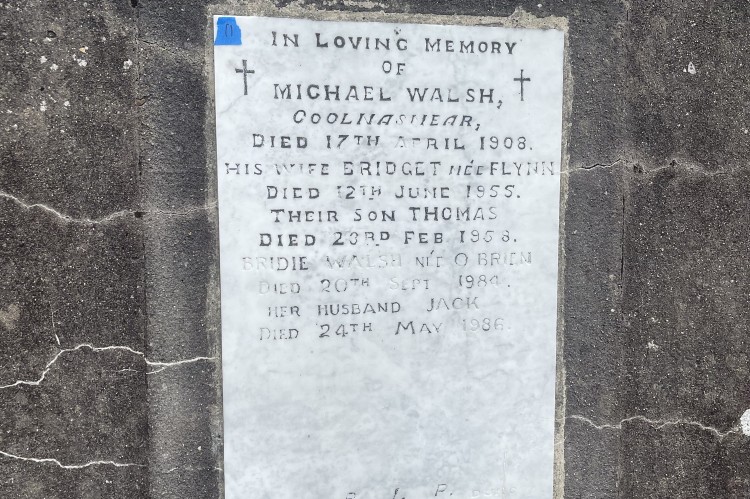 IN LOVING MEMORY
OF
MICHAEL WALSH,
COOLNASHEAR,
DIED 17TH APRIL 1908.
HIS WIFE BRIDGET NÉE FLYNN
DIED 12TH JUNE 1955.
THEIR SON THOMAS
DIED 23RD FEB 1958.
BRIDIE WALSH NÉE O BRIEN
DIED 20TH SEPT 1984.
HER HUSBAND JACK
DIED 24TH MAY 1986.